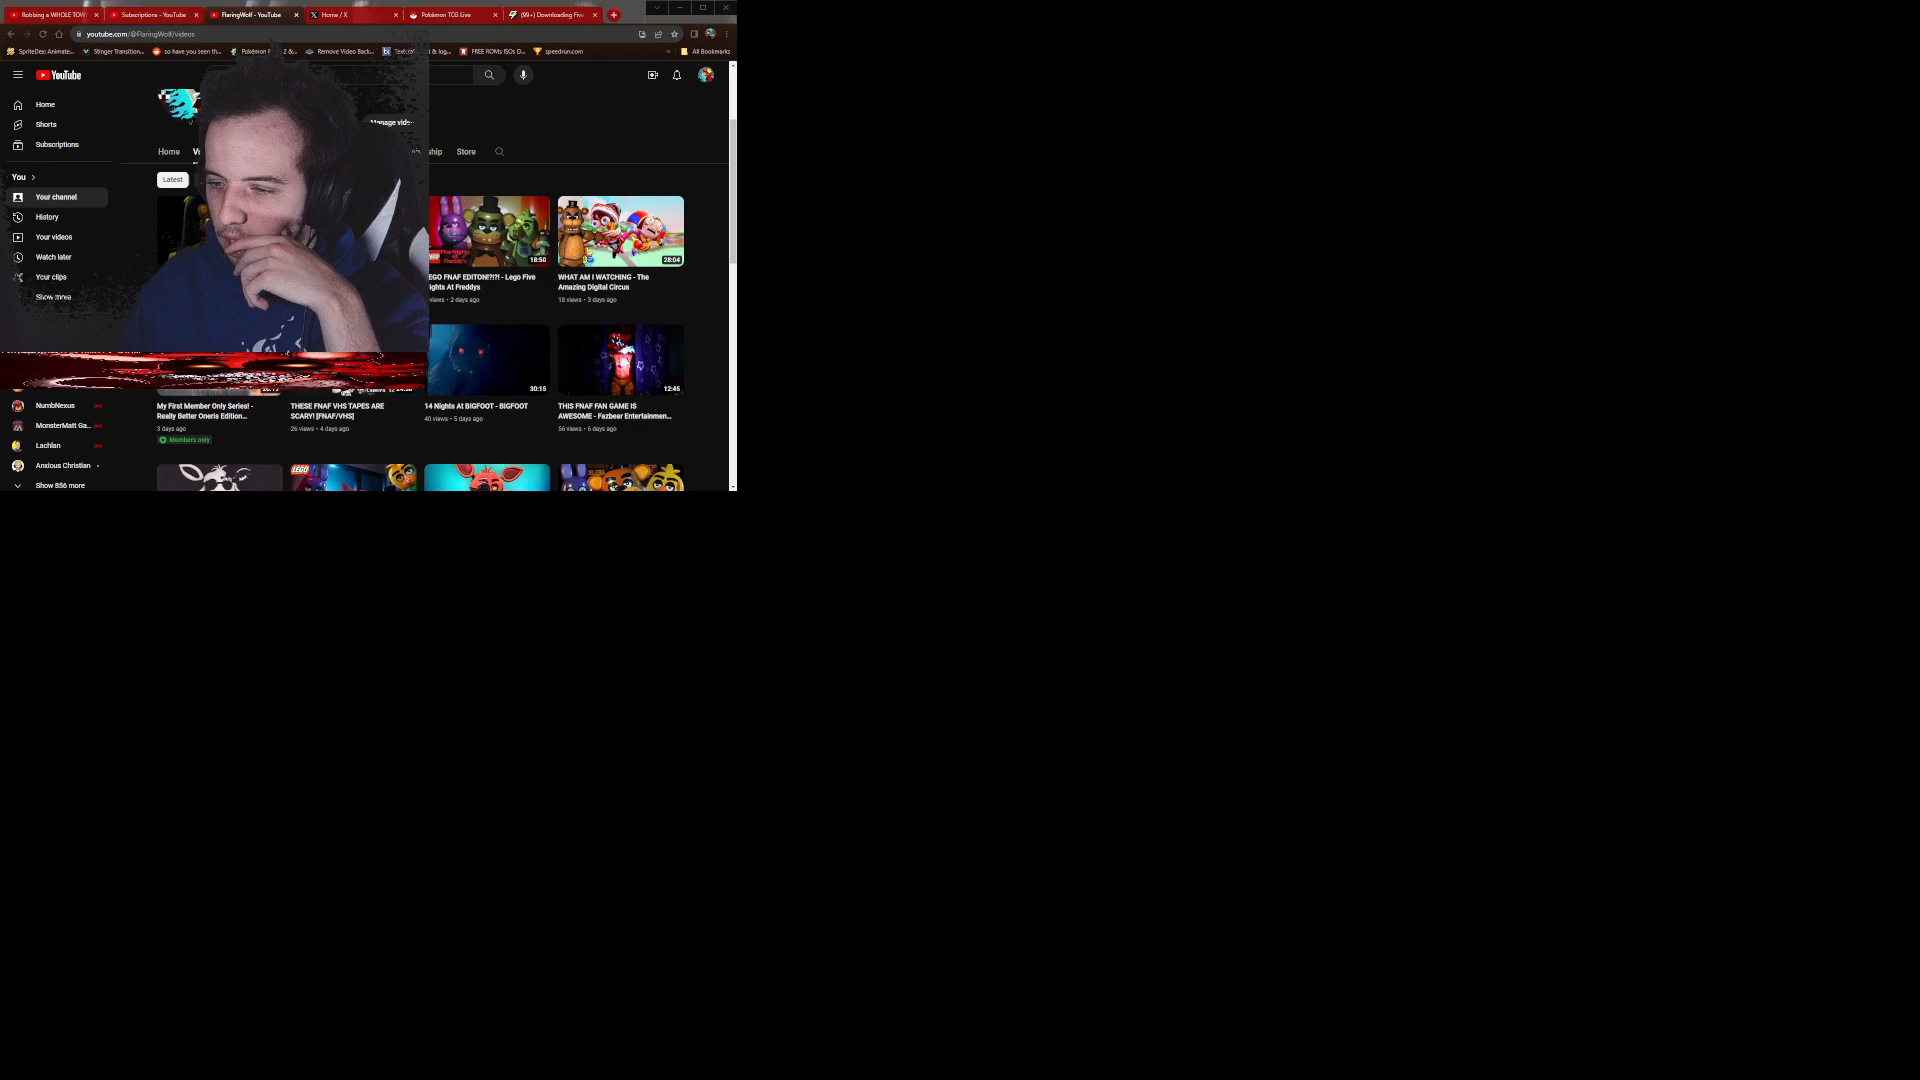 Robbing a WHOLE TOW
Subscriptions - YouTube
FlaringWolf - YouTube
Home / X
Pokémon TCG Live
(99+) Downloading Five
youtube.com/@FlaringWolf/videos
SpriteDex: Animate...
Stinger Transition...
so have you seen th...
Remove Video Back...
FREE ROMs ISOs D...
speedrun.com
All Bookmarks
YouTube
Home
Shorts
Subscriptions
You
Your channel
History
Your videos
Watch later
Your clips
Show more
NumbNexus
MonsterMatt Ga...
Lachlan
Anxious Christian
Show 856 more
Home
Store
Latest
18:50
EGO FNAF EDITON!?!?! - Lego Five
ights At Freddys
views • 2 days ago
28:04
WHAT AM I WATCHING - The
Amazing Digital Circus
18 views • 3 days ago
My First Member Only Series! -
Really Better Oneris Edition...
3 days ago
Members only
THESE FNAF VHS TAPES ARE
SCARY! [FNAF/VHS]
26 views • 4 days ago
30:15
14 Nights At BIGFOOT - BIGFOOT
40 views • 5 days ago
12:45
THIS FNAF FAN GAME IS
AWESOME - Fazbear Entertainmen...
56 views • 6 days ago
LEGO